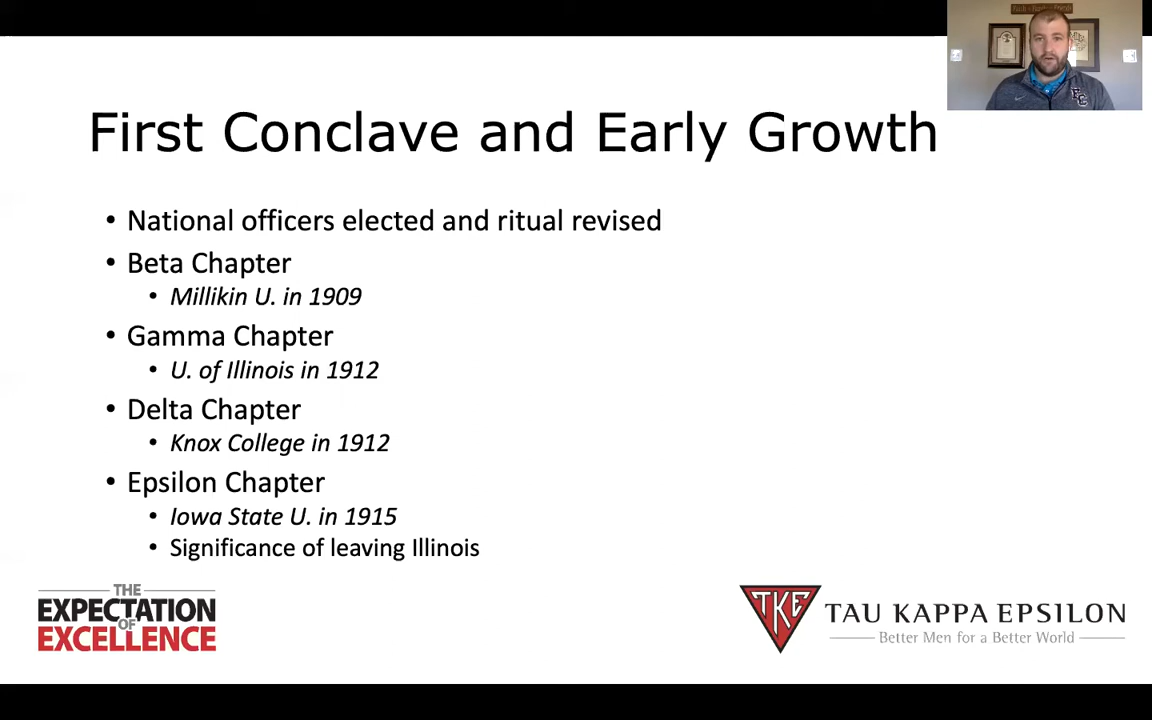 First Conclave and Early Growth
• National officers elected and ritual revised
• Beta Chapter
• Millikin U. in 1909
• Gamma Chapter
• U. of Illinois in 1912
• Delta Chapter
• Knox College in 1912
• Epsilon Chapter
• Iowa State U. in 1915
• Significance of leaving Illinois
THE
EXPECTATION
OF
EXCELLENCE
TKE
TAU KAPPA EPSILON
Better Men for a Better World